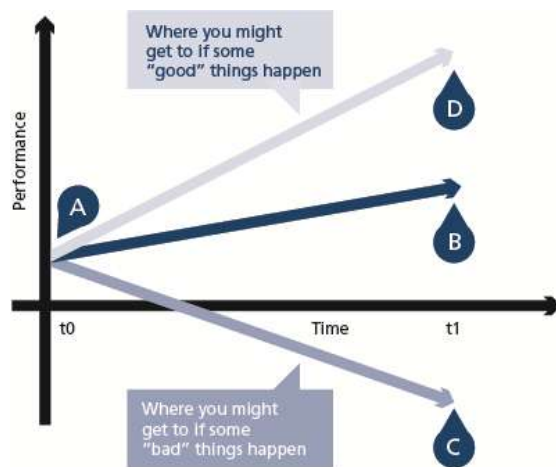 Where you might
get to if some
“good” things happen
D
Performance
A
B
t0
Time
t1
Where you might
get to if some
“bad” things happen
C